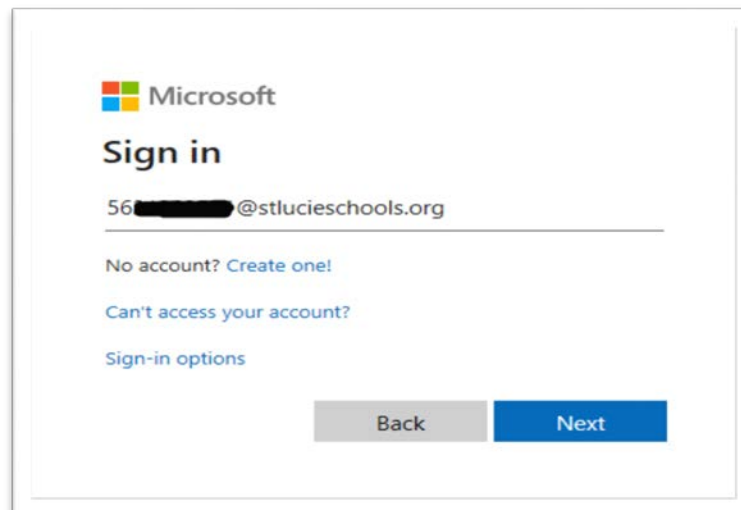 Microsoft
Sign in
56 @stlucieschools.org
No account? Create one!
Can't access your account?
Sign-in options
Back Next